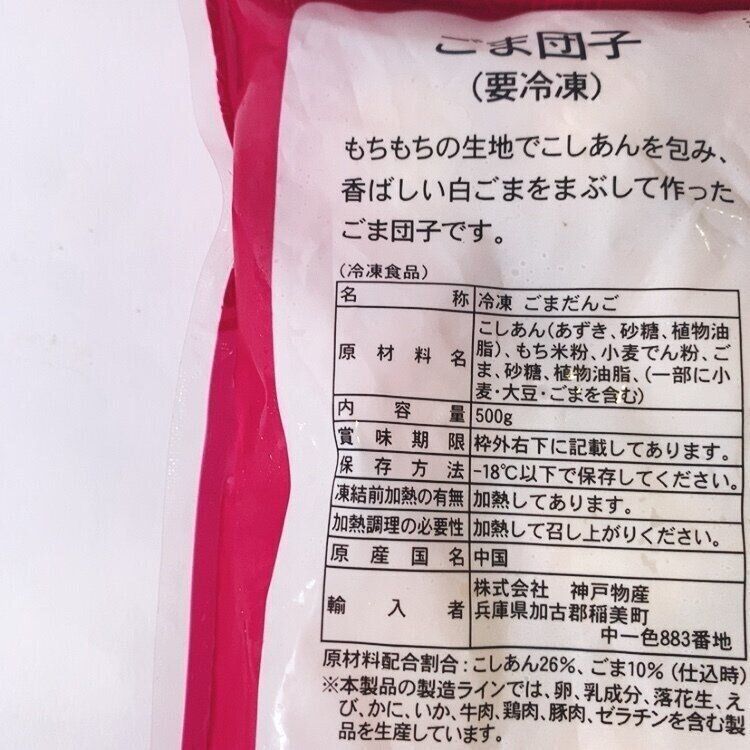 ごま団子
(要冷凍)
もちもちの生地でこしあんを包み、
香ばしい白ごまをまぶして作った
ごま団子です。
(冷凍食品)
名称 冷凍 ごまだんご
原材料名 こしあん(あずき、砂糖、植物油
脂)、もち米粉、小麦でん粉、ご
ま、砂糖、植物油脂、(一部に小
麦・大豆・ごまを含む)
内容量 500g
賞味期限 枠外右下に記載してあります。
保存方法 -18℃以下で保存してください。
凍結前加熱の有無 加熱してあります。
加熱調理の必要性 加熱して召し上がりください。
原産国名 中国
輸入者 株式会社 神戸物産
兵庫県加古郡稲美町
中一色883番地
原材料配合割合:こしあん26%、ごま10%(仕込時)
※本製品の製造ラインでは、卵、乳成分、落花生、え
び、かに、いか、牛肉、鶏肉、豚肉、ゼラチンを含む製
品を生産しています。